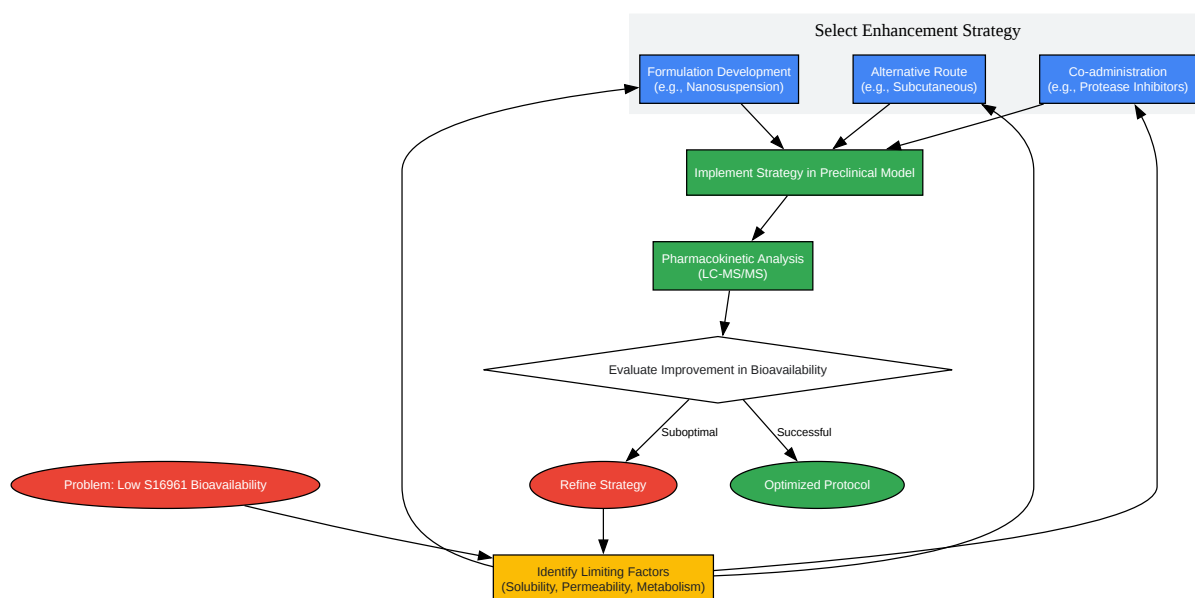 Select Enhancement Strategy
Formulation Development
(e.g., Nanosuspension)
Alternative Route
(e.g., Subcutaneous)
Co-administration
(e.g., Protease Inhibitors)
Implement Strategy in Preclinical Model
Pharmacokinetic Analysis
(LC-MS/MS)
Evaluate Improvement in Bioavailability
Suboptimal
Successful
Problem: Low S16961 Bioavailability
Refine Strategy
Optimized Protocol
Identify Limiting Factors
(Solubility, Permeability, Metabolism)